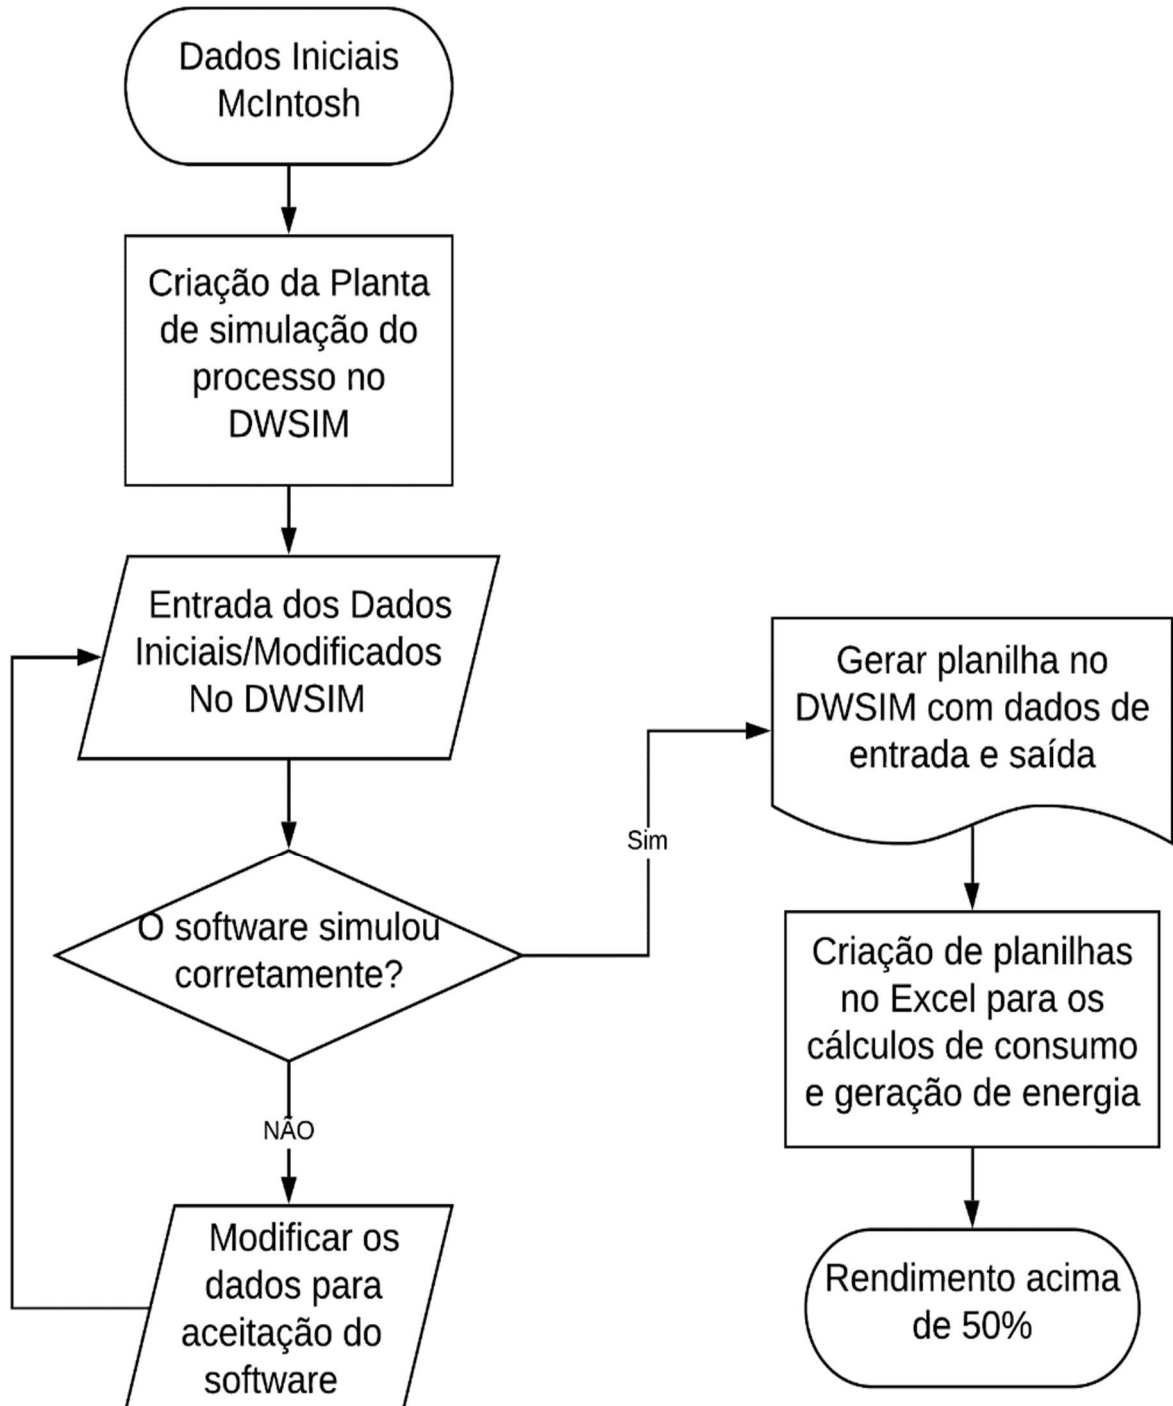 Dados Iniciais
McIntosh
Criação da Planta
de simulação do
processo no
DWSIM
Entrada dos Dados
Iniciais/Modificados
No DWSIM
O software simulou
corretamente?
NÃO
Modificar os
dados para
aceitação do
software
Sim
Gerar planilha no
DWSIM com dados de
entrada e saída
Criação de planilhas
no Excel para os
cálculos de consumo
e geração de energia
Rendimento acima
de 50%